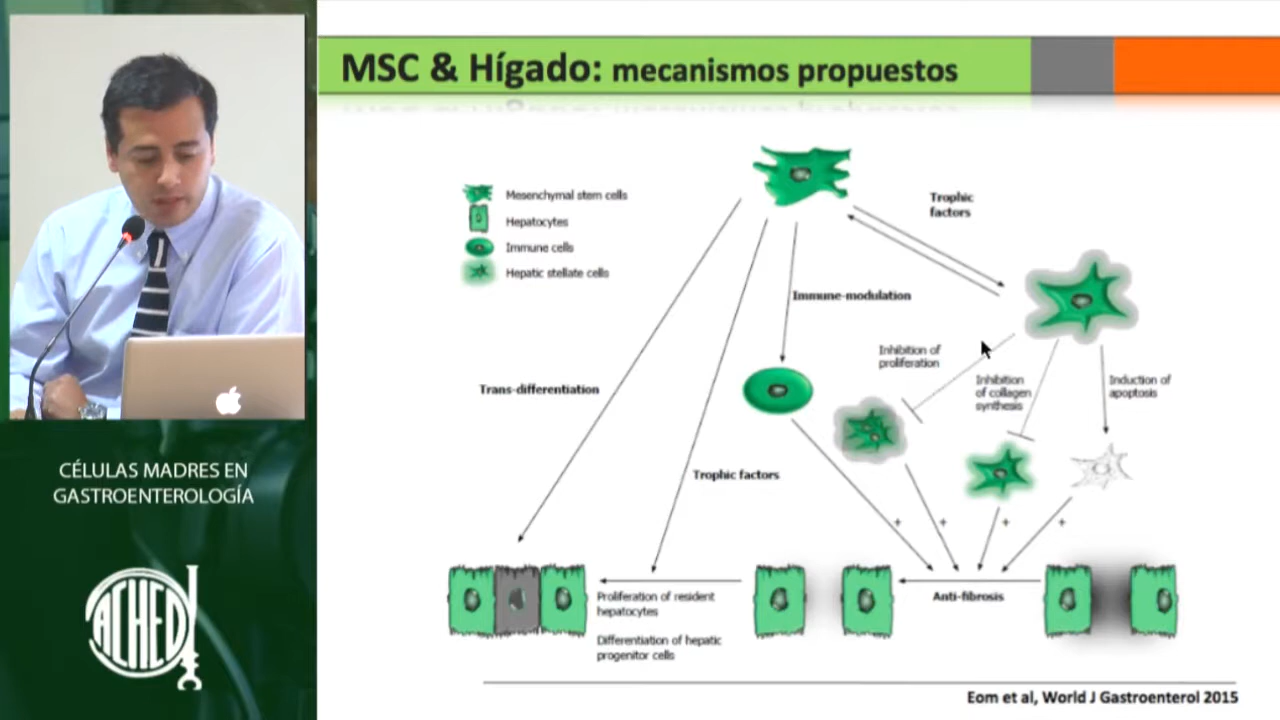 MSC & Hígado: mecanismos propuestos
Mesenchymal stem cells
Hepatocytes
Immune cells
Hepatic stellate cells
Trophic
factors
Immune-modulation
Inhibition of
proliferation
Inhibition
of collagen
synthesis
Induction of
apoptosis
Trans-differentiation
Trophic factors
+
+
+
+
Proliferation of resident
hepatocytes
Anti-fibrosis
Differentiation of hepatic
progenitor cells
Eom et al, World J Gastroenterol 2015
CÉLULAS MADRES EN
GASTROENTEROLOGÍA
ACHED